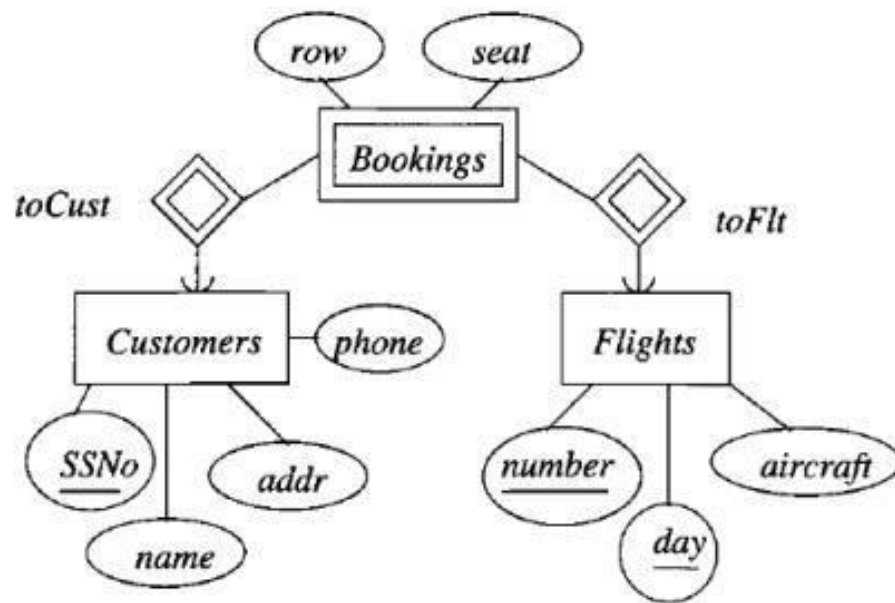 row
seat
Bookings
toCust
toFlt
Customers
phone
Flights
SSNo
addr
number
aircraft
name
day